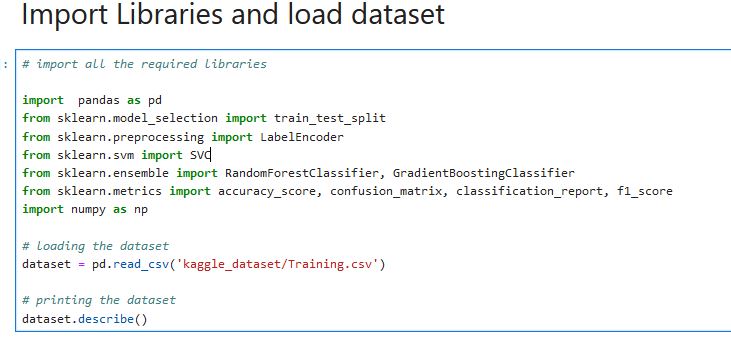 Import Libraries and load dataset
:
# import all the required libraries
import  pandas as pd
from sklearn.model_selection import train_test_split
from sklearn.preprocessing import LabelEncoder
from sklearn.svm import SVC
from sklearn.ensemble import RandomForestClassifier, GradientBoostingClassifier
from sklearn.metrics import accuracy_score, confusion_matrix, classification_report, f1_score
import numpy as np
# loading the dataset
dataset = pd.read_csv('kaggle_dataset/Training.csv')
# printing the dataset
dataset.describe()